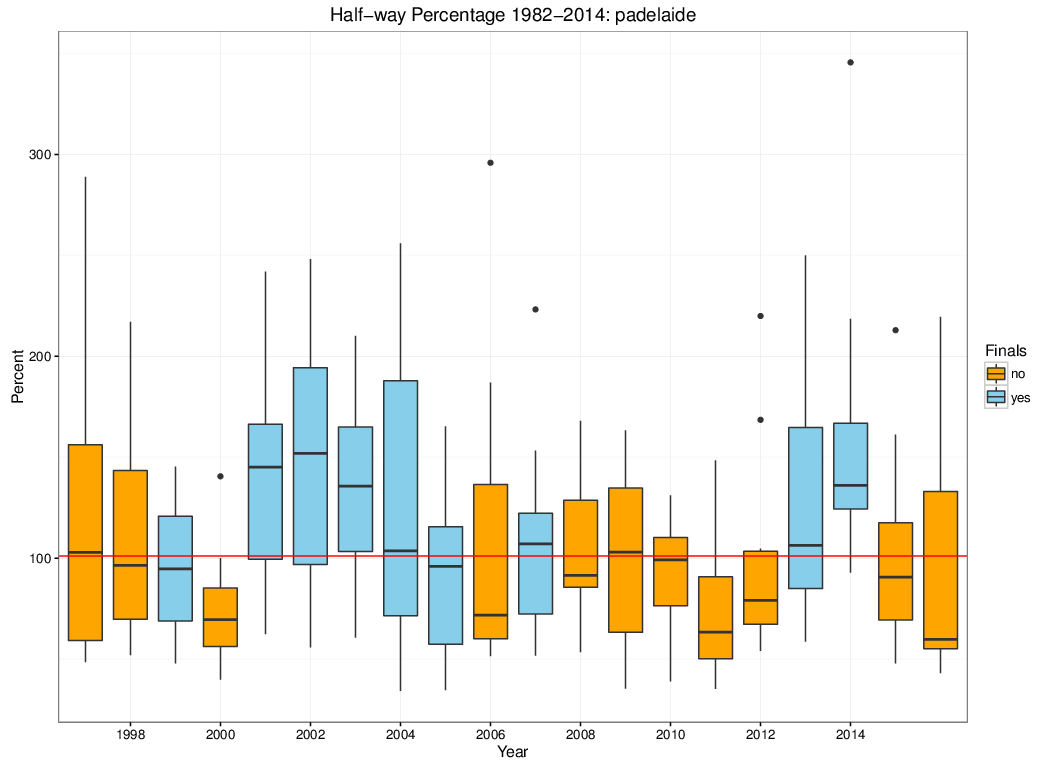 Half−way Percentage 1982−2014: padelaide
Percent
300
200
100
1998 2000 2002 2004 2006 2008 2010 2012 2014
Year
Finals
no
yes